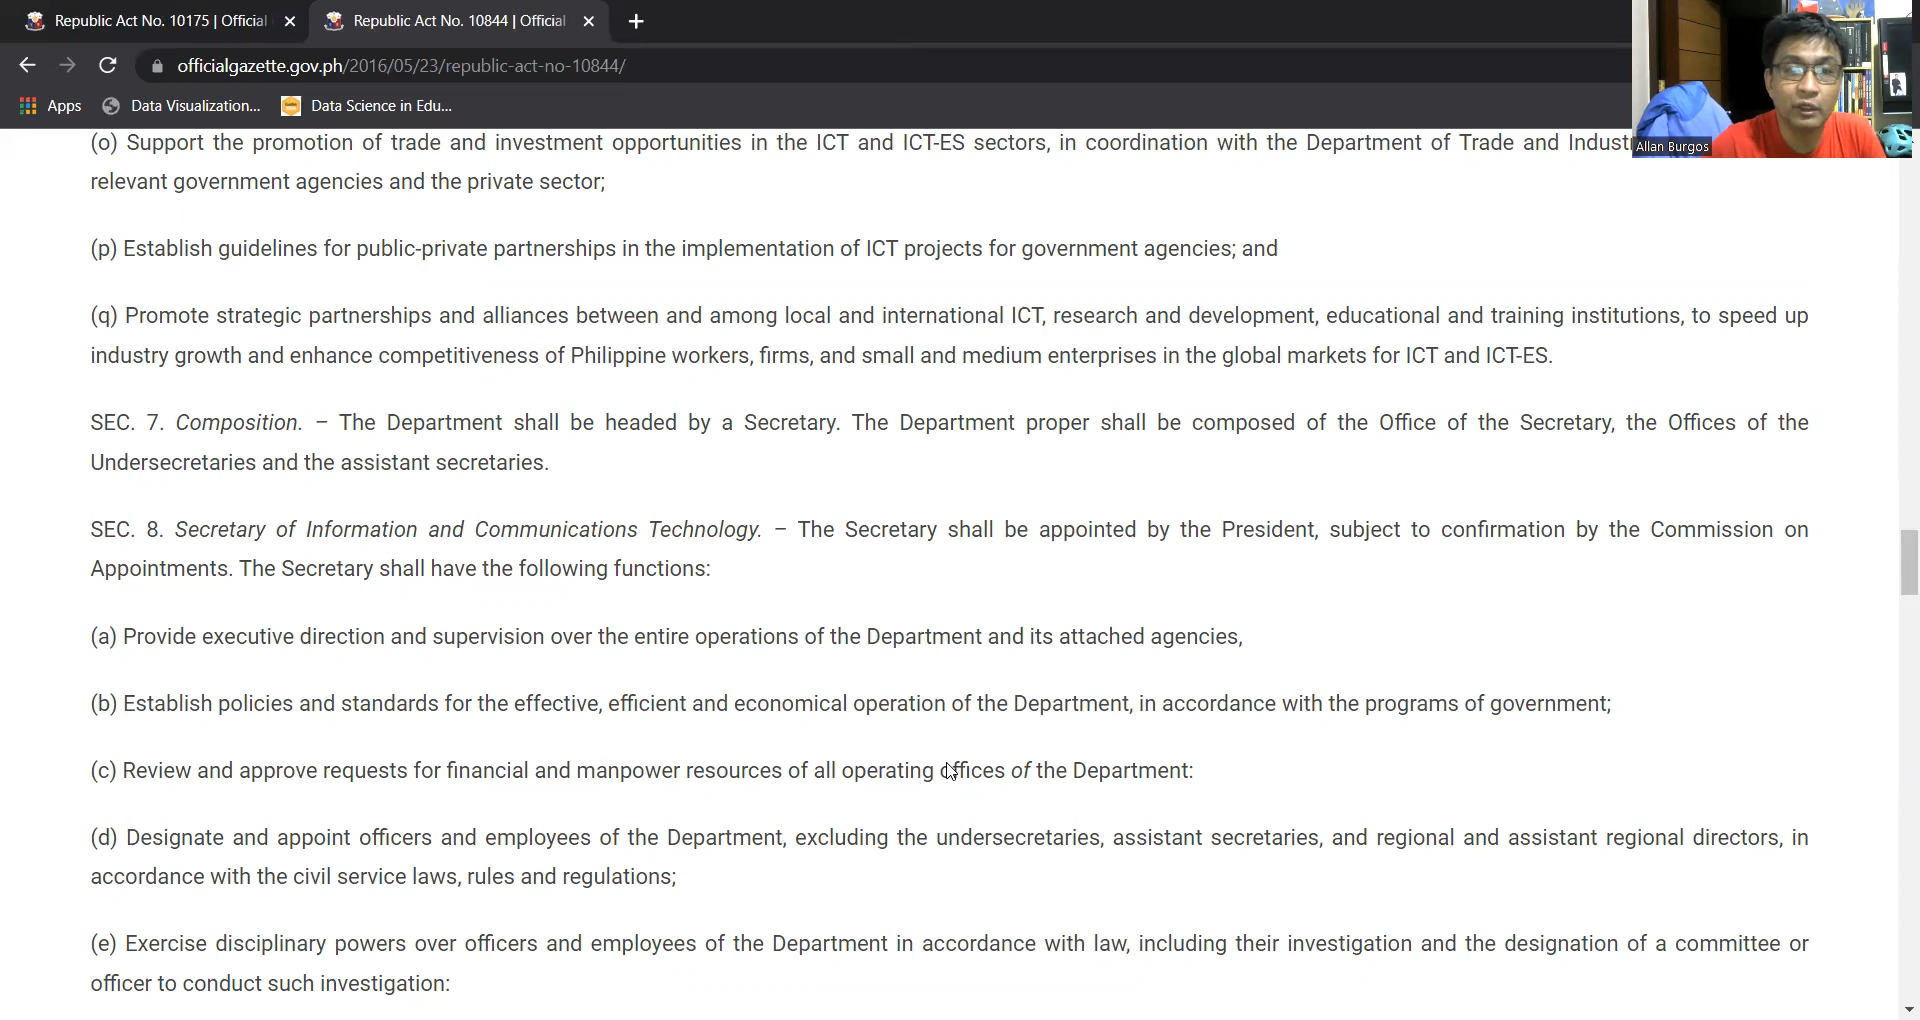 Republic Act No. 10175 | Official
Republic Act No. 10844 | Official
officialgazette.gov.ph/2016/05/23/republic-act-no-10844/
Apps
Data Visualization...
Data Science in Edu...
(o) Support the promotion of trade and investment opportunities in the ICT and ICT-ES sectors, in coordination with the Department of Trade and
Allan Burgos
relevant government agencies and the private sector;
(p) Establish guidelines for public-private partnerships in the implementation of ICT projects for government agencies; and
(q) Promote strategic partnerships and alliances between and among local and international ICT, research and development, educational and training institutions, to speed up
industry growth and enhance competitiveness of Philippine workers, firms, and small and medium enterprises in the global markets for ICT and ICT-ES.
SEC. 7. Composition. – The Department shall be headed by a Secretary. The Department proper shall be composed of the Office of the Secretary, the Offices of the
Undersecretaries and the assistant secretaries.
SEC. 8. Secretary of Information and Communications Technology. – The Secretary shall be appointed by the President, subject to confirmation by the Commission on
Appointments. The Secretary shall have the following functions:
(a) Provide executive direction and supervision over the entire operations of the Department and its attached agencies,
(b) Establish policies and standards for the effective, efficient and economical operation of the Department, in accordance with the programs of government;
(c) Review and approve requests for financial and manpower resources of all operating offices of the Department:
(d) Designate and appoint officers and employees of the Department, excluding the undersecretaries, assistant secretaries, and regional and assistant regional directors, in
accordance with the civil service laws, rules and regulations;
(e) Exercise disciplinary powers over officers and employees of the Department in accordance with law, including their investigation and the designation of a committee or
officer to conduct such investigation: